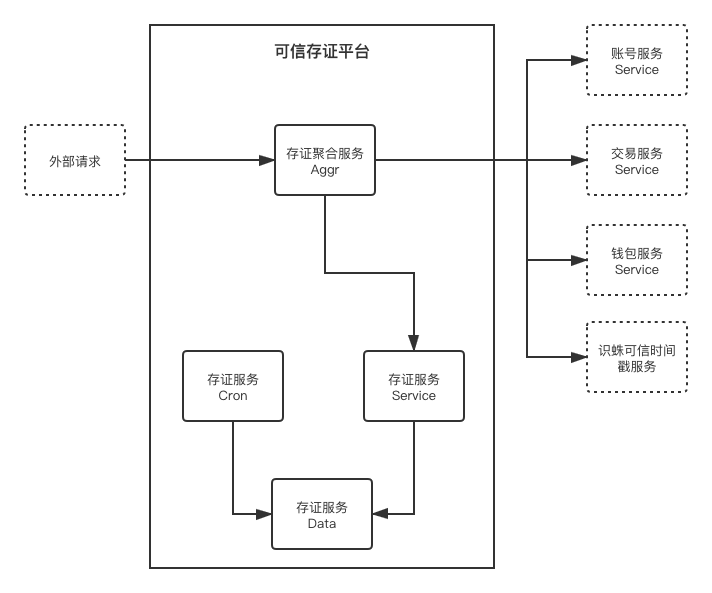 可信存证平台
外部请求
存证聚合服务
Aggr
账号服务
Service
交易服务
Service
钱包服务
Service
识蛛可信时间
戳服务
存证服务
Cron
存证服务
Service
存证服务
Data